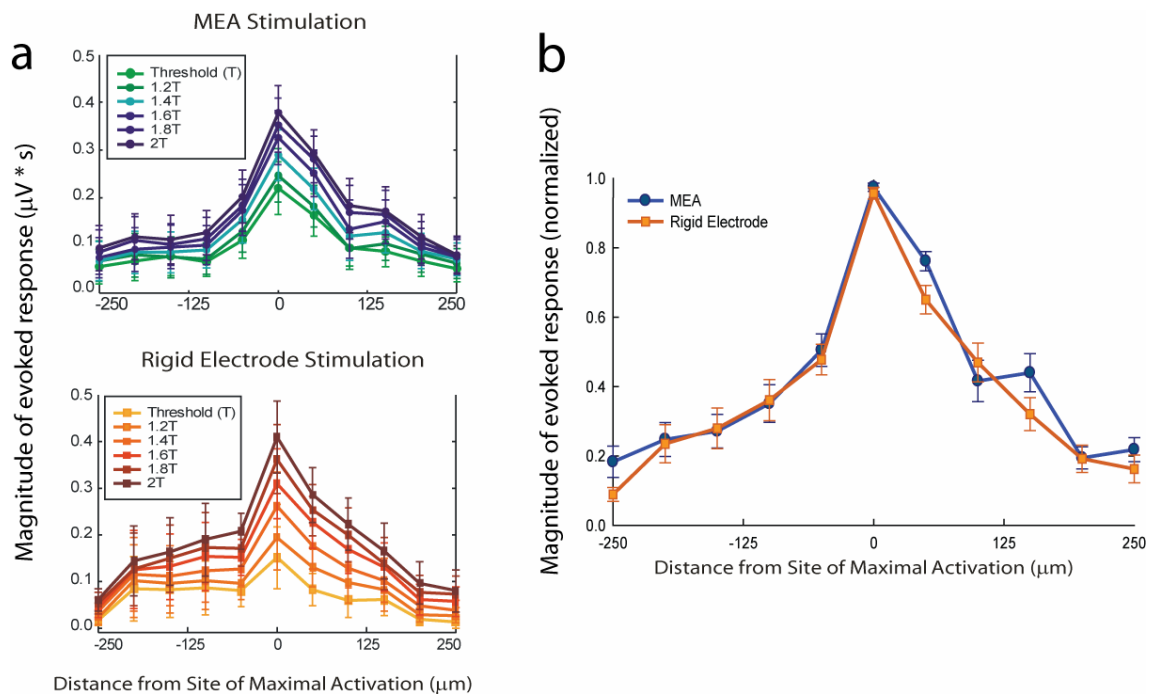 MEA Stimulation
a
Magnitude of evoked response (μV * s)
0.5
0.4
0.3
0.2
0.1
0.0
Threshold (T)
1.2T
1.4T
1.6T
1.8T
2T
-250
-125
0
125
250
Rigid Electrode Stimulation
0.5
0.4
0.3
0.2
0.1
0.0
Threshold (T)
1.2T
1.4T
1.6T
1.8T
2T
-250
-125
0
125
250
Distance from Site of Maximal Activation (μm)
b
Magnitude of evoked response (normalized)
1.0
0.8
0.6
0.4
0.2
0.0
MEA
Rigid Electrode
-250
-125
0
125
250
Distance from Site of Maximal Activation (μm)